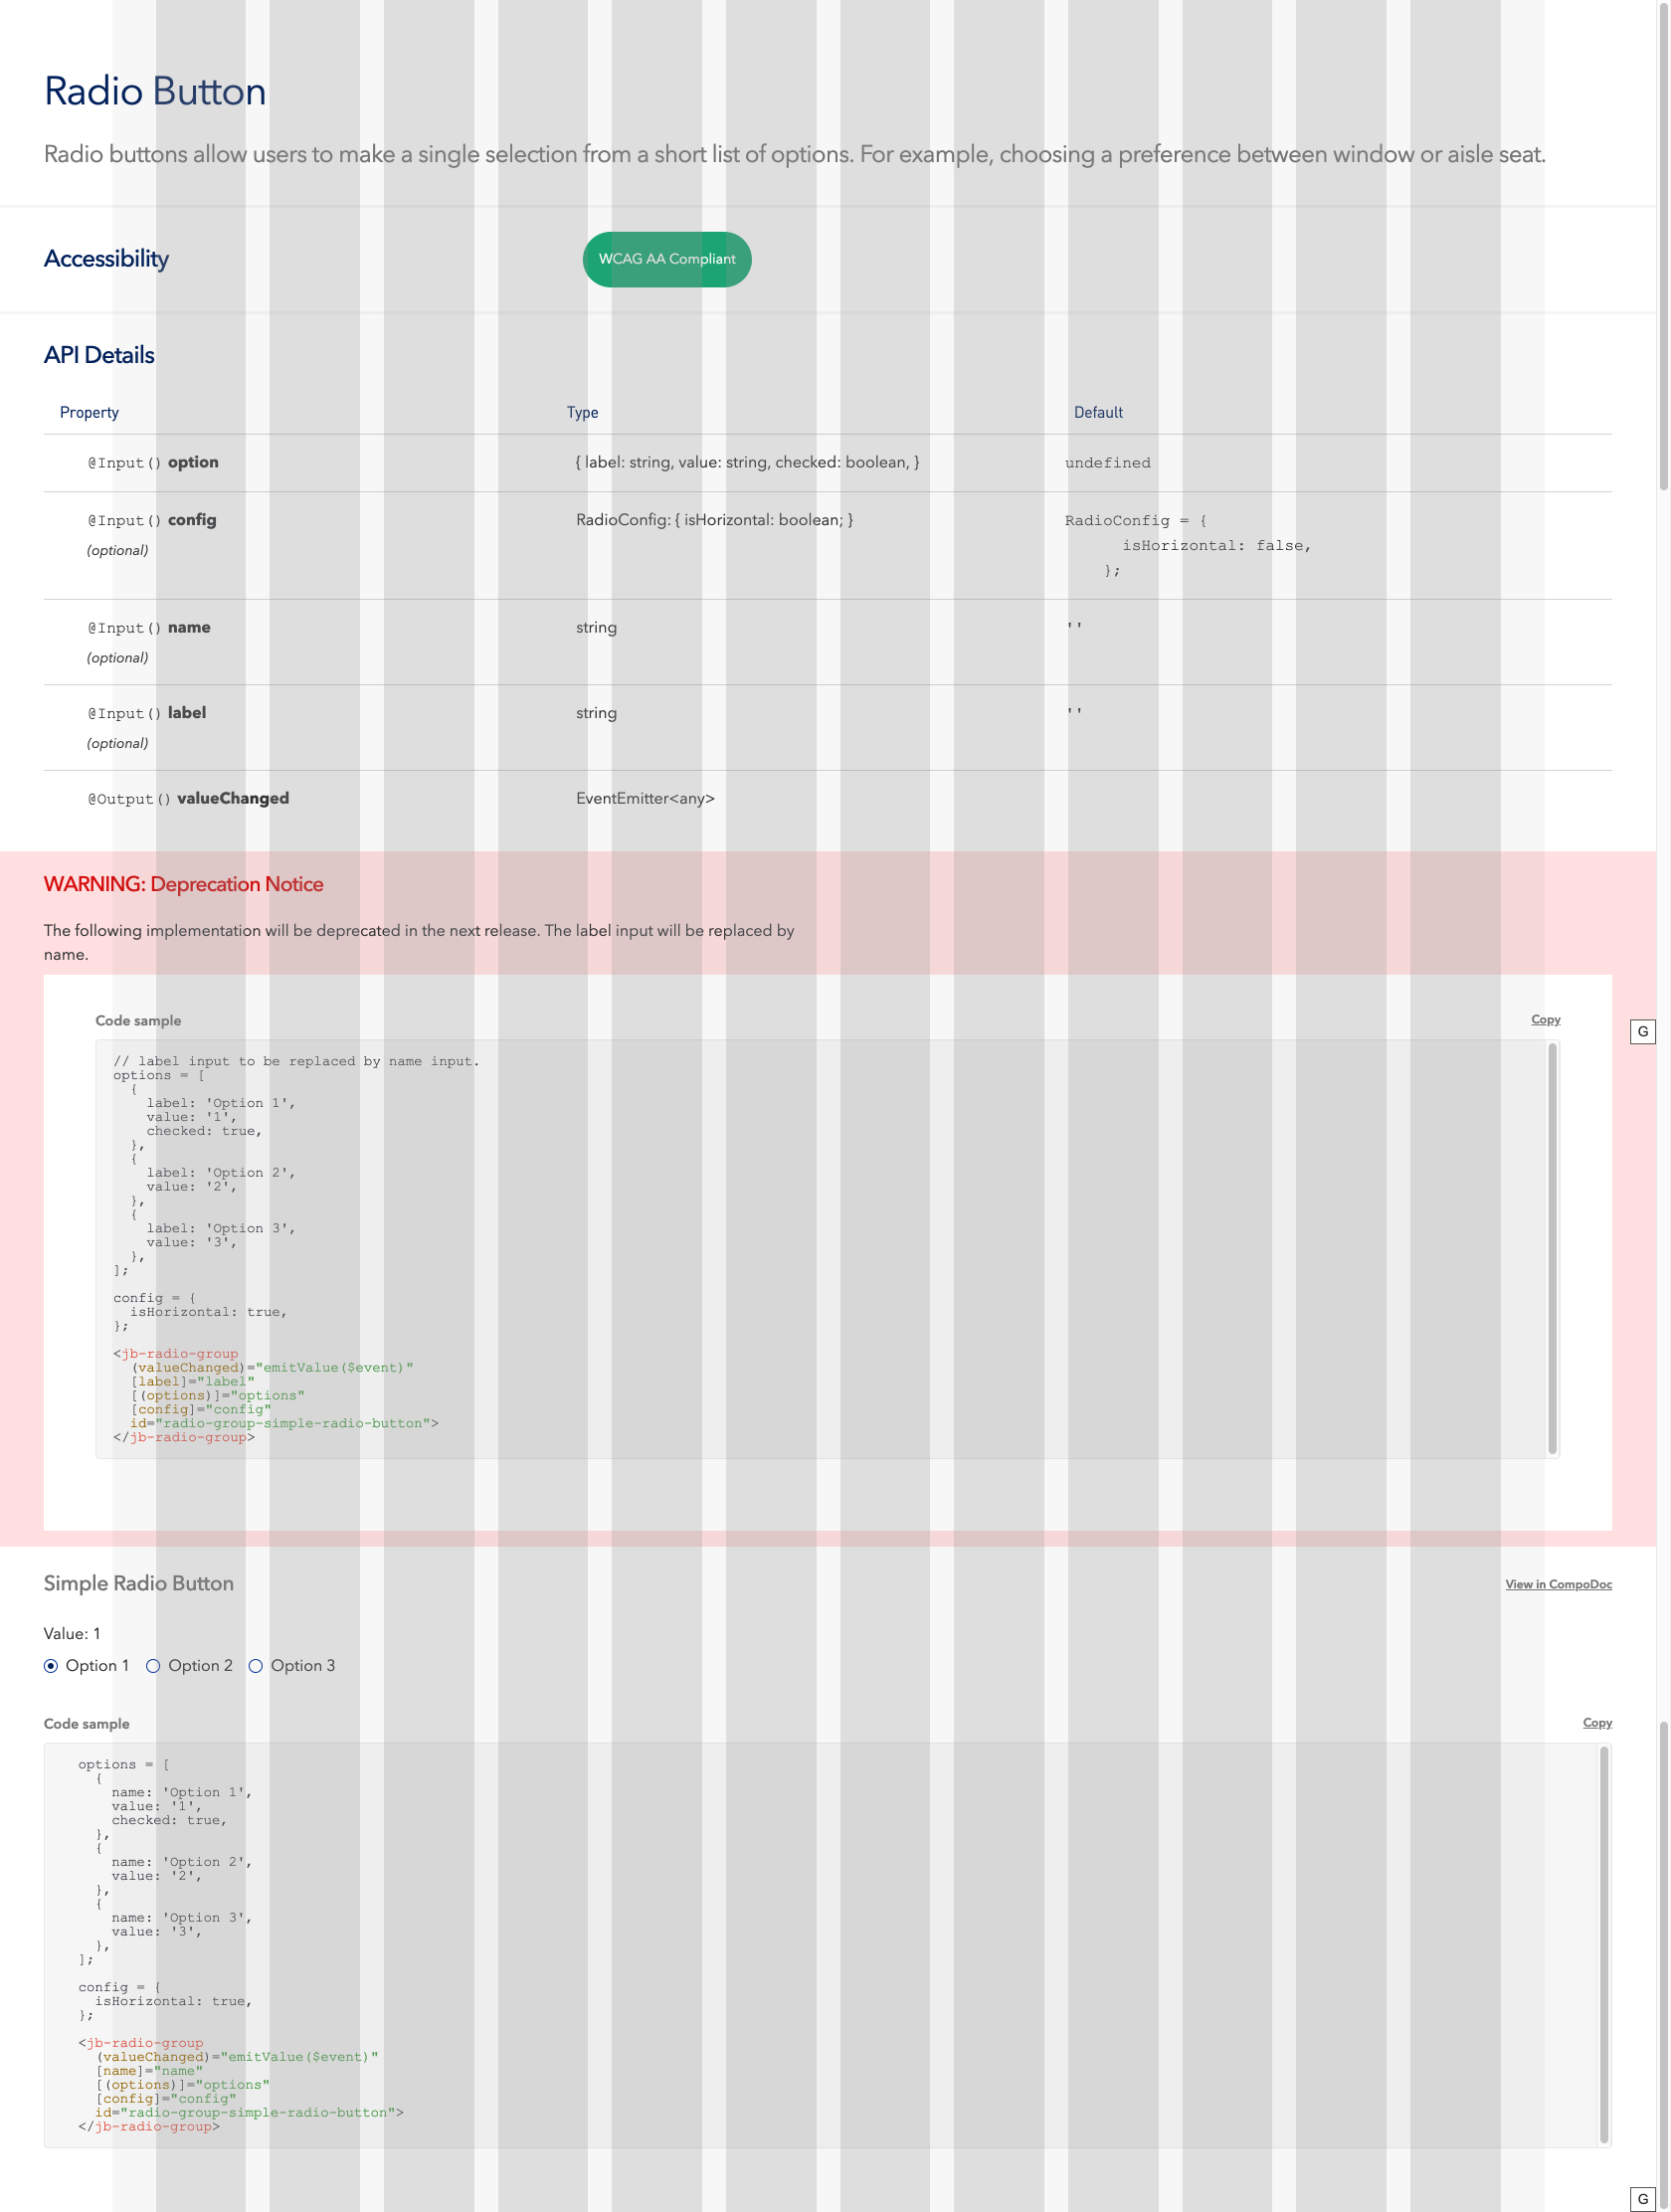 Radio Button
Radio buttons allow users to make a single selection from a short list of options. For example, choosing a preference between window or aisle seat.
Accessibility
WCAG AA Compliant
API Details
Property Type Default
@Input() option { label: string, value: string, checked: boolean, } undefined
@Input() config RadioConfig: { isHorizontal: boolean; } RadioConfig = {
(optional) isHorizontal: false,
};
@Input() name string ''
(optional)
@Input() label string ''
(optional)
@Output() valueChanged EventEmitter<any>
WARNING: Deprecation Notice
The following implementation will be deprecated in the next release. The label input will be replaced by
name.
Code sample Copy
G
// label input to be replaced by name input.
options = [
{
label: 'Option 1',
value: '1',
checked: true,
},
{
label: 'Option 2',
value: '2',
},
{
label: 'Option 3',
value: '3',
},
];
config = {
isHorizontal: true,
};
<jb-radio-group
(valueChanged)="emitValue($event)"
[label]="label"
[(options)]="options"
[config]="config"
id="radio-group-simple-radio-button">
</jb-radio-group>
Simple Radio Button View in CompoDoc
Value: 1
Option 1 Option 2 Option 3
Code sample Copy
options = [
{
name: 'Option 1',
value: '1',
checked: true,
},
{
name: 'Option 2',
value: '2',
},
{
name: 'Option 3',
value: '3',
},
];
config = {
isHorizontal: true,
};
<jb-radio-group
(valueChanged)="emitValue($event)"
[name]="name"
[(options)]="options"
[config]="config"
id="radio-group-simple-radio-button">
</jb-radio-group>
G